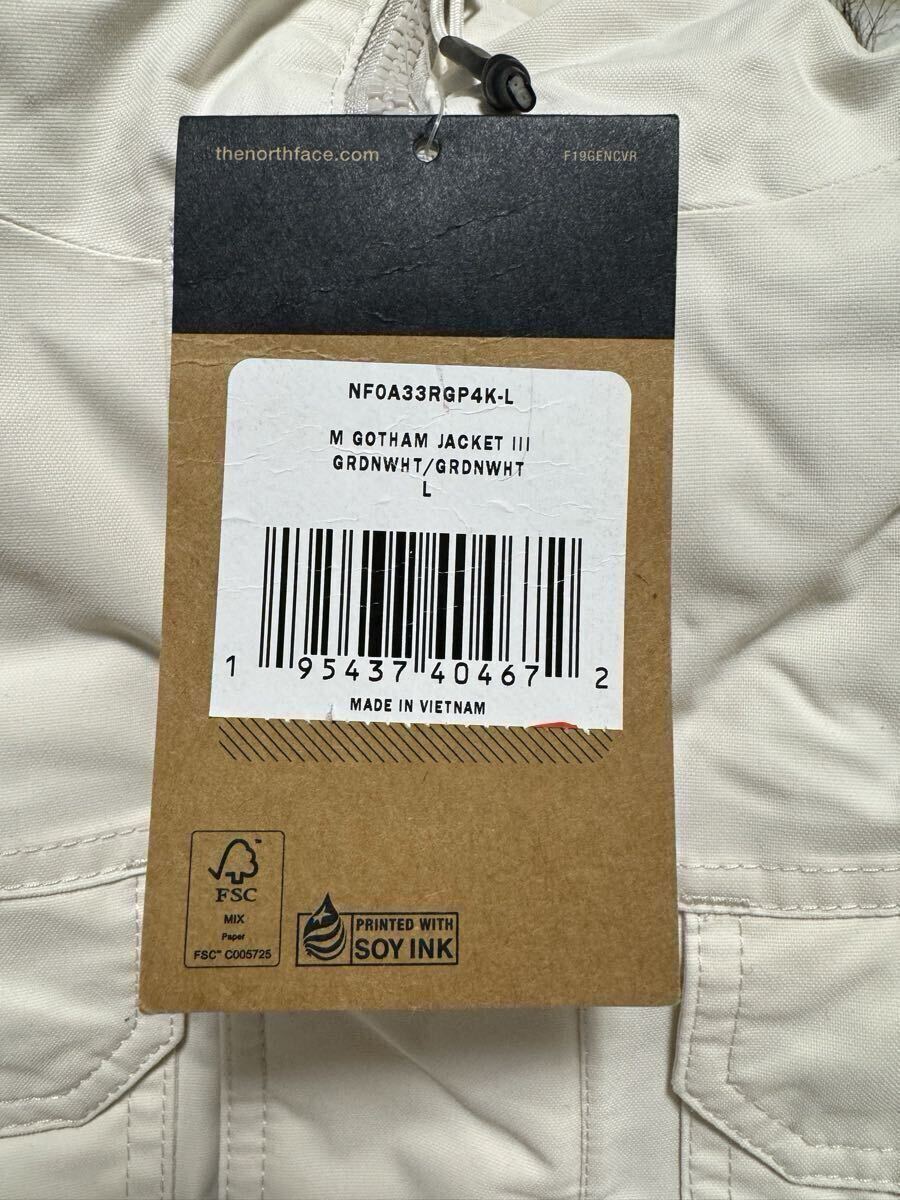 thenorthface.com
F19GENCVR
NF0A33RGP4K-L
M GOTHAM JACKET III
GRDNWHT/GRDNWHT
L
1 95437 40467 2
MADE IN VIETNAM
FSC
MIX
Paper
FSC™ C005725
PRINTED WITH
SOY INK